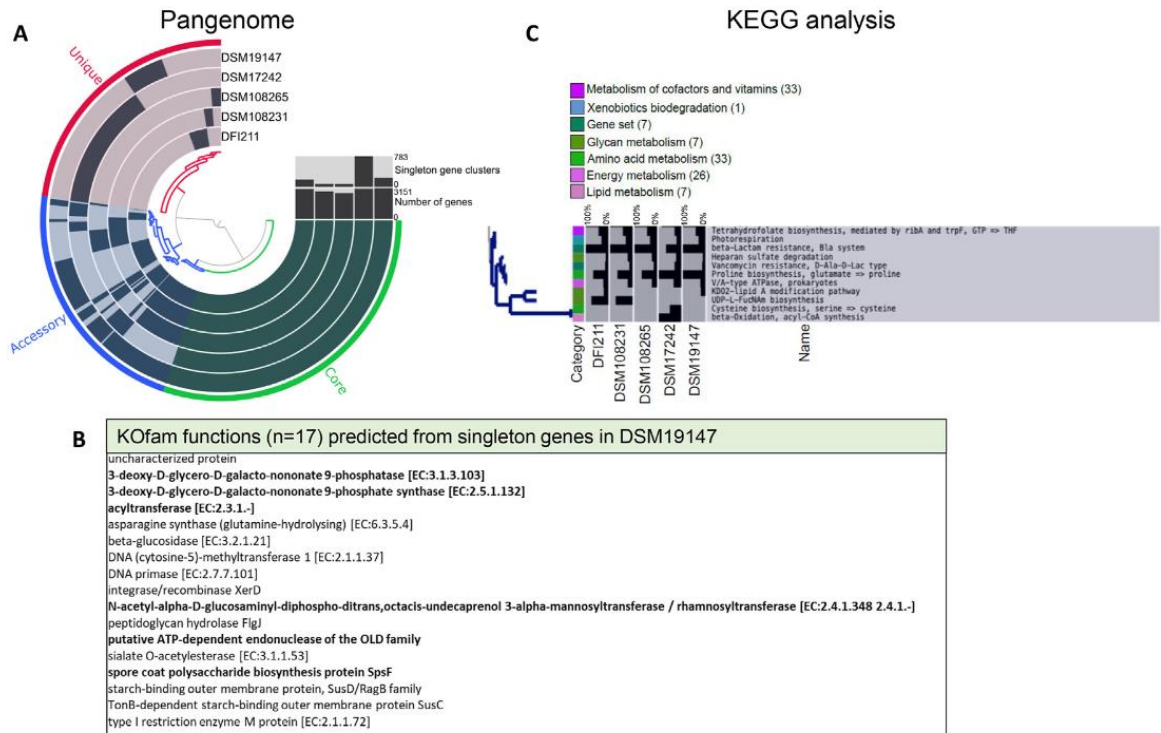 Pangenome
A
Unique
Accessory
Core
DSM19147
DSM17242
DSM108265
DSM108231
DFI211
783
Singleton gene clusters
0
3151
Number of genes
0
C
KEGG analysis
Metabolism of cofactors and vitamins (33)
Xenobiotics biodegradation (1)
Gene set (7)
Glycan metabolism (7)
Amino acid metabolism (33)
Energy metabolism (26)
Lipid metabolism (7)
100% 0% 100% 0% 100% 0% 100% 0% 100% 0%
Tetrahydrofolate biosynthesis, mediated by ribA and trpF, GTP => THF
Photorespiration
beta-Lactam resistance, Bla system
Heparan sulfate degradation
Vancomycin resistance, D-Ala-D-Lac type
Proline biosynthesis, glutamate => proline
V/A-type ATPase, prokaryotes
KDO2-lipid A modification pathway
UDP-L-FucNAm biosynthesis
Cysteine biosynthesis, serine => cysteine
beta-Oxidation, acyl-CoA synthesis
Category
DFI211
DSM108231
DSM108265
DSM17242
DSM19147
Name
B
KOfam functions (n=17) predicted from singleton genes in DSM19147
uncharacterized protein
3-deoxy-D-glycero-D-galacto-nononate 9-phosphatase [EC:3.1.3.103]
3-deoxy-D-glycero-D-galacto-nononate 9-phosphate synthase [EC:2.5.1.132]
acyltransferase [EC:2.3.1.-]
asparagine synthase (glutamine-hydrolysing) [EC:6.3.5.4]
beta-glucosidase [EC:3.2.1.21]
DNA (cytosine-5)-methyltransferase 1 [EC:2.1.1.37]
DNA primase [EC:2.7.7.101]
integrase/recombinase XerD
N-acetyl-alpha-D-glucosaminyl-diphospho-ditrans,octacis-undecaprenol 3-alpha-mannosyltransferase / rhamnosyltransferase [EC:2.4.1.348 2.4.1.-]
peptidoglycan hydrolase FlgJ
putative ATP-dependent endonuclease of the OLD family
sialate O-acetylesterase [EC:3.1.1.53]
spore coat polysaccharide biosynthesis protein SpsF
starch-binding outer membrane protein, SusD/RagB family
TonB-dependent starch-binding outer membrane protein SusC
type I restriction enzyme M protein [EC:2.1.1.72]